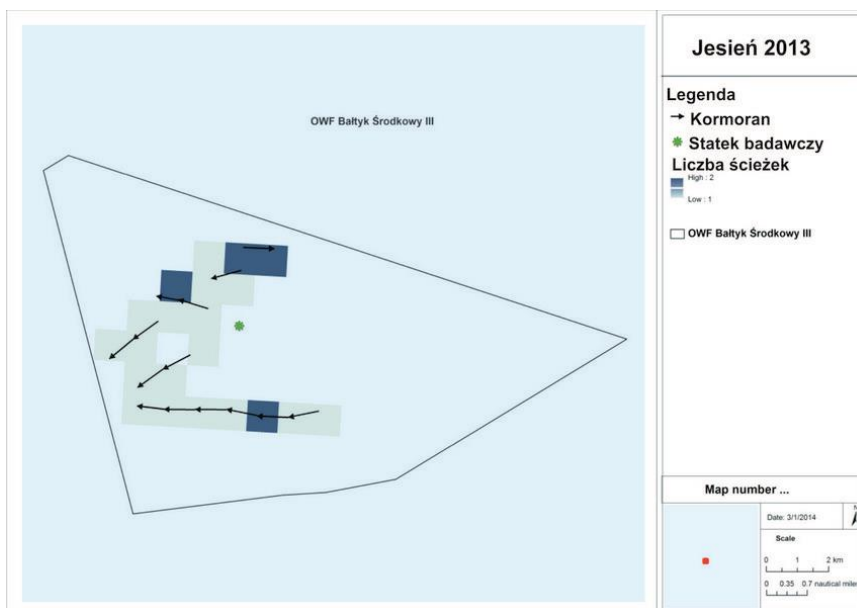 OWF Bałtyk Środkowy III
Jesień 2013
Legenda
Kormoran
Statek badawczy
Liczba ścieżek
High : 2
Low : 1
OWF Bałtyk Środkowy III
Map number ...
Date: 3/1/2014
N
Scale
0 1 2 km
0 0.35 0.7 nautical miles